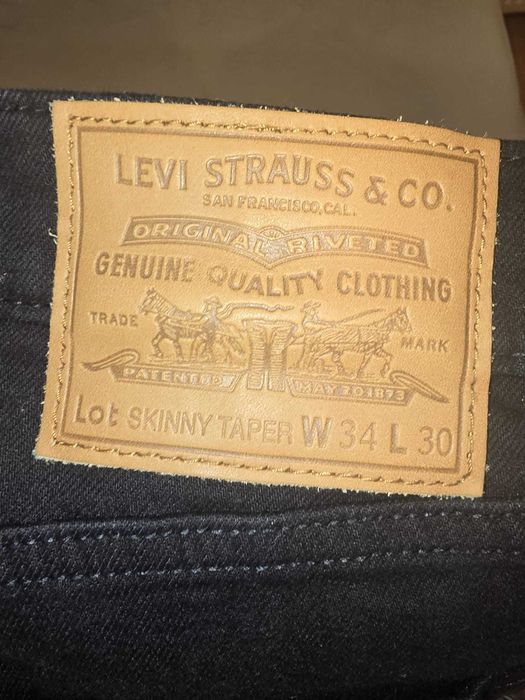 LEVI STRAUSS & CO.
SAN FRANCISCO, CAL.
ORIGINAL RIVETED
GENUINE QUALITY CLOTHING
TRADE MARK
PATENTED MAY 20 1873
Lot SKINNY TAPER W 34 L 30